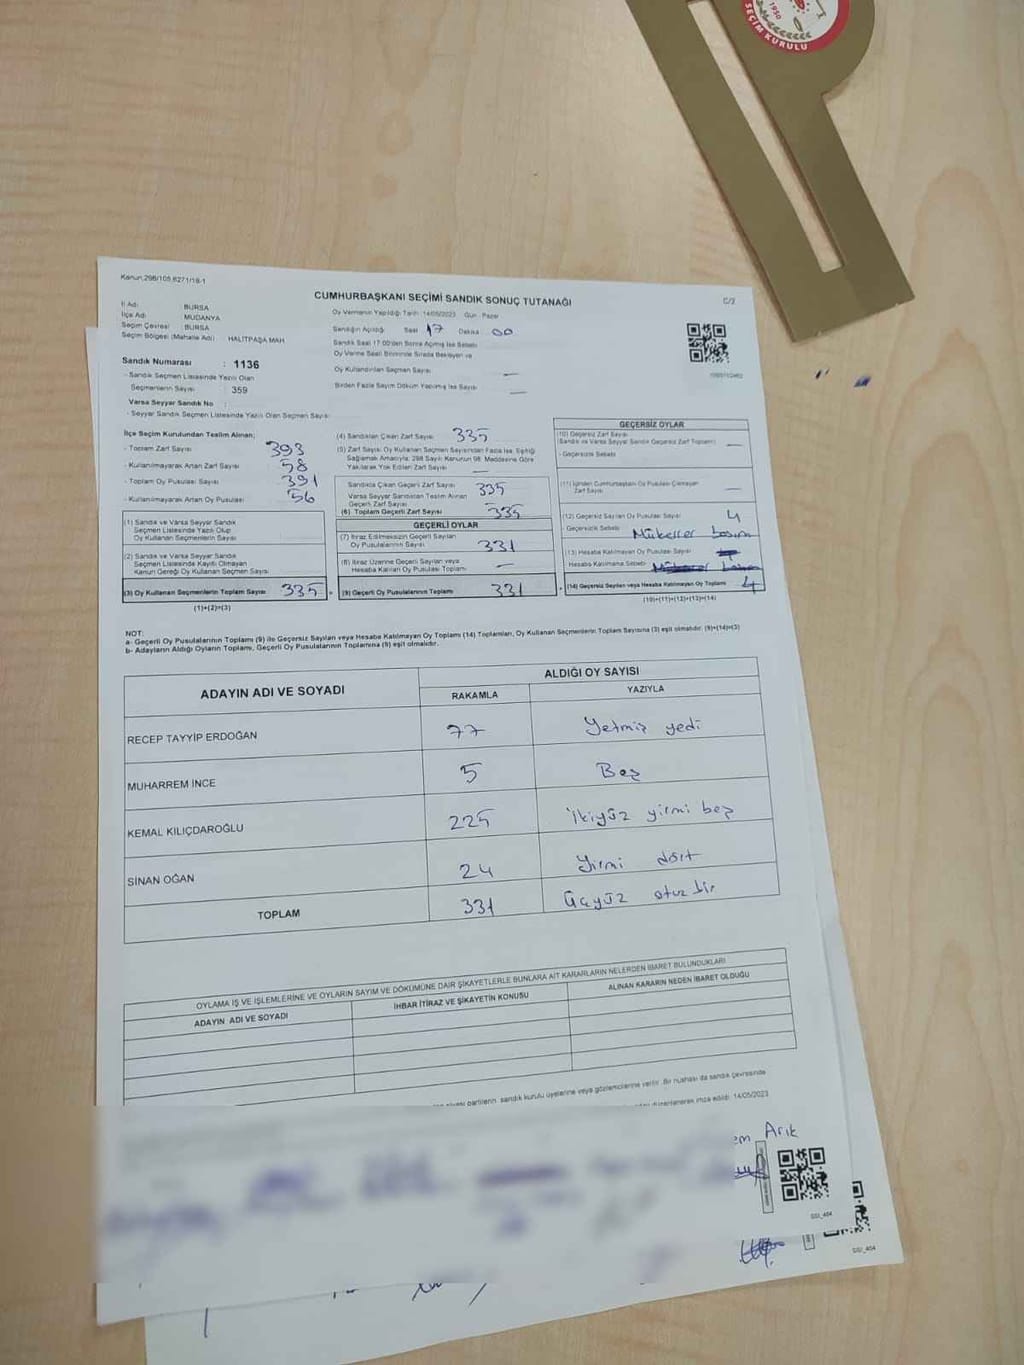 1950
SEÇİM KURULU
Kanun;298/105,6271/18-1
CUMHURBAŞKANI SEÇİMİ SANDIK SONUÇ TUTANAĞI
C/2
İl Adı : BURSA
İlçe Adı : MUDANYA
Seçim Çevresi : BURSA
Seçim Bölgesi (Mahalle Adı) : HALİTPAŞA MAH
Oy Vermenin Yapıldığı Tarih :14/05/2023 Gün : Pazar
Sandığın Açıldığı Saat 17 Dakika 00
Sandık Saat 17:00'den Sonra Açılmış İse Sebebi
Oy Verme Saati Bitiminde Sırada Bekleyen ve
Oy Kullandırılan Seçmen Sayısı —
Birden Fazla Sayım Döküm Yapılmış İse Sayısı —
Sandık Numarası : 1136
- Sandık Seçmen Listesinde Yazılı Olan
Seçmenlerin Sayısı : 359
Varsa Seyyar Sandık No :
- Seyyar Sandık Seçmen Listesinde Yazılı Olan Seçmen Sayısı
İlçe Seçim Kurulundan Teslim Alınan;
- Toplam Zarf Sayısı 393
- Kullanılmayarak Artan Zarf Sayısı 58
- Toplam Oy Pusulası Sayısı 391
- Kullanılmayarak Artan Oy Pusulası 56
(1) Sandık ve Varsa Seyyar Sandık
Seçmen Listesinde Yazılı Olup
Oy Kullanan Seçmenlerin Sayısı
(2) Sandık ve Varsa Seyyar Sandık
Seçmen Listesinde Kayıtlı Olmayan
Kanun Gereği Oy Kullanan Seçmen Sayısı
(3) Oy Kullanan Seçmenlerin Toplam Sayısı 335 =
(1)+(2)=(3)
(4) Sandıktan Çıkan Zarf Sayısı 335
(5) Zarf Sayısı Oy Kullanan Seçmen Sayısından Fazla İse, Eşitliği
Sağlamak Amacıyla, 298 Sayılı Kanunun 98. Maddesine Göre
Yakılarak Yok Edilen Zarf Sayısı —
Sandıkta Çıkan Geçerli Zarf Sayısı 335
Varsa Seyyar Sandıktan Teslim Alınan
Geçerli Zarf Sayısı
(6) Toplam Geçerli Zarf Sayısı 335
GEÇERLİ OYLAR
(7) İtiraz Edilmeksizin Geçerli Sayılan
Oy Pusulalarının Sayısı 331
(8) İtiraz Üzerine Geçerli Sayılan veya
Hesaba Katılan Oy Pusulası Toplamı —
(9) Geçerli Oy Pusulalarının Toplamı 331 +
GEÇERSİZ OYLAR
(10) Geçersiz Zarf Sayısı
(Sandık ve Varsa Seyyar Sandık Geçersiz Zarf Toplamı) —
- Geçersizlik Sebebi
(11) İçinden Cumhurbaşkanı Oy Pusulası Çıkmayan
Zarf Sayısı —
(12) Geçersiz Sayılan Oy Pusulası Sayısı 4
- Geçersizlik Sebebi Mükerrer basım
(13) Hesaba Katılmayan Oy Pusulası Sayısı
Hesaba Katılmama Sebebi
(14) Geçersiz Sayılan veya Hesaba Katılmayan Oy Toplamı 4
(10)+(11)+(12)+(13)=(14)
NOT:
a- Geçerli Oy Pusulalarının Toplamı (9) ile Geçersiz Sayılan veya Hesaba Katılmayan Oy Toplamı (14) Toplamları, Oy Kullanan Seçmenlerin Toplam Sayısına (3) eşit olmalıdır. (9)+(14)=(3)
b- Adayların Aldığı Oyların Toplamı, Geçerli Oy Pusulalarının Toplamına (9) eşit olmalıdır.
ADAYIN ADI VE SOYADI
ALDIĞI OY SAYISI
RAKAMLA YAZIYLA
RECEP TAYYİP ERDOĞAN 77 Yetmiş yedi
MUHARREM İNCE 5 Beş
KEMAL KILIÇDAROĞLU 225 İkiyüz yirmi beş
SİNAN OĞAN 24 Yirmi dört
TOPLAM 331 Üçyüz otuz bir
OYLAMA İŞ VE İŞLEMLERİNE VE OYLARIN SAYIM VE DÖKÜMÜNE DAİR ŞİKAYETLERLE BUNLARA AİT KARARLARIN NELERDEN İBARET BULUNDUKLARI
ADAYIN ADI VE SOYADI İHBAR İTİRAZ VE ŞİKAYETİN KONUSU ALINAN KARARIN NEDEN İBARET OLDUĞU
partilerin sandık kurulu üyelerine veya gözlemcilerine verilir. Bir nushası da sandık çevresinde
düzenlenerek imza edildi. 14/05/2023
em Arık
GSI_464
GSI_464